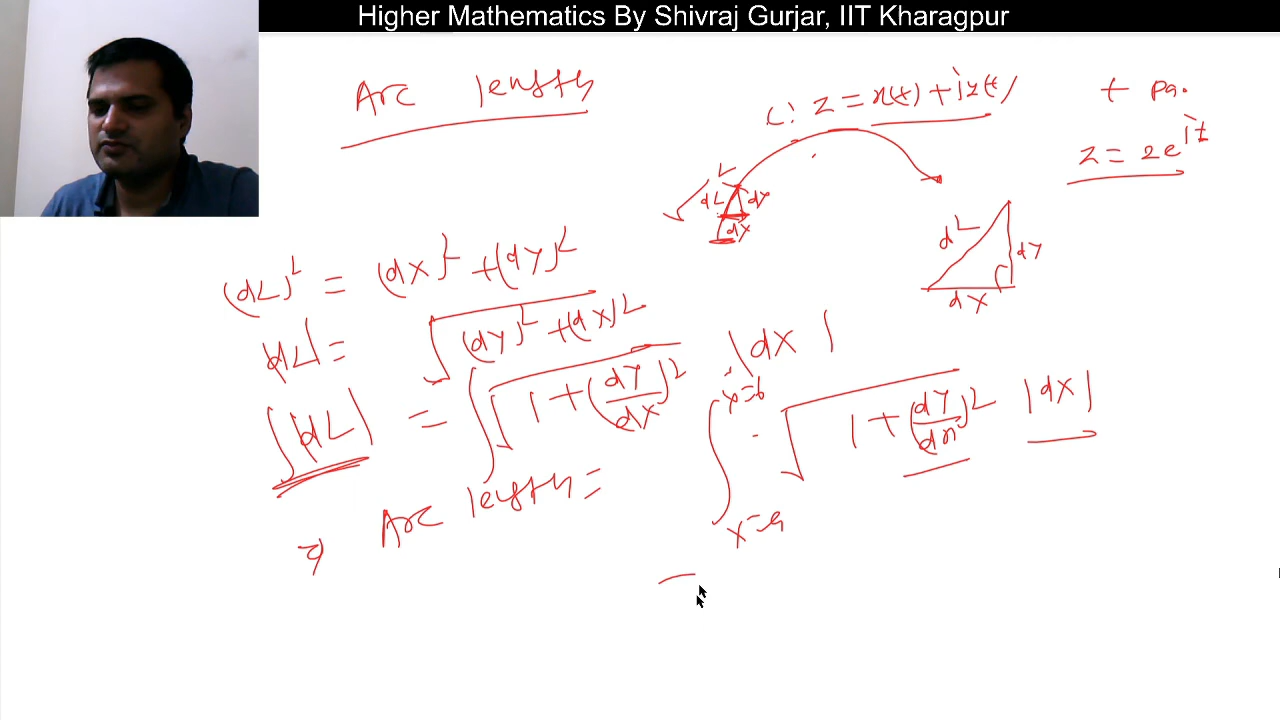 Higher Mathematics By Shivraj Gurjar, IIT Kharagpur
Arc length
C: z = x(t) + iz(t)
t pa.
z = 2e^{it}
L
dL dY
dX
dL dY
dX
(dL)² = (dX)² + (dY)²
|dL| = √((dY)² + (dX)²)
∫|dL| = ∫√(1 + (dY/dX)²) |dX|
⇒ Arc length = ∫_{x=a}^{x=b} √(1 + (dY/dx)²) |dX|